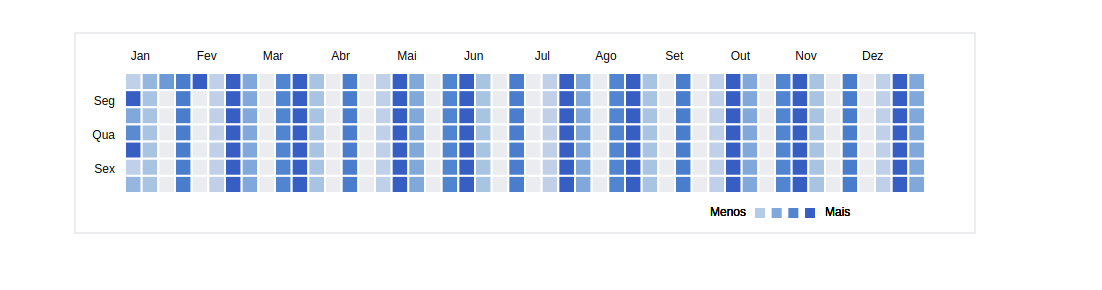 Jan Fev Mar Abr Mai Jun Jul Ago Set Out Nov Dez
Seg
Qua
Sex
Menos Mais